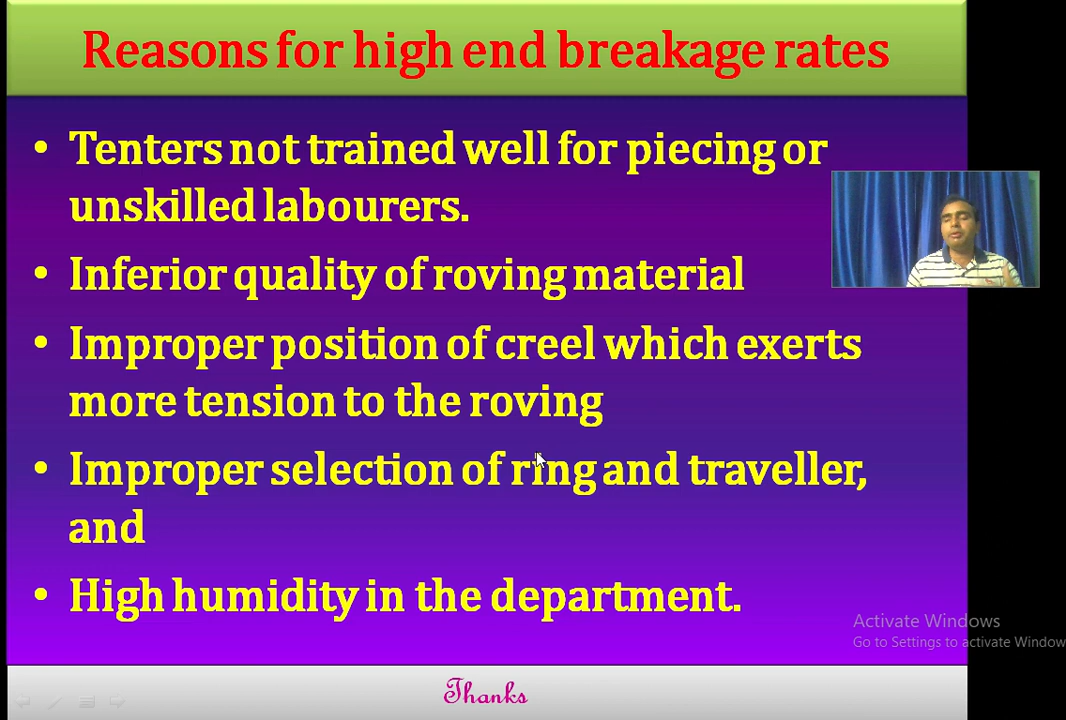 Reasons for high end breakage rates
• Tenters not trained well for piecing or
unskilled labourers.
• Inferior quality of roving material
• Improper position of creel which exerts
more tension to the roving
• Improper selection of ring and traveller,
and
• High humidity in the department.
Activate Windows
Go to Settings to activate Window
Thanks